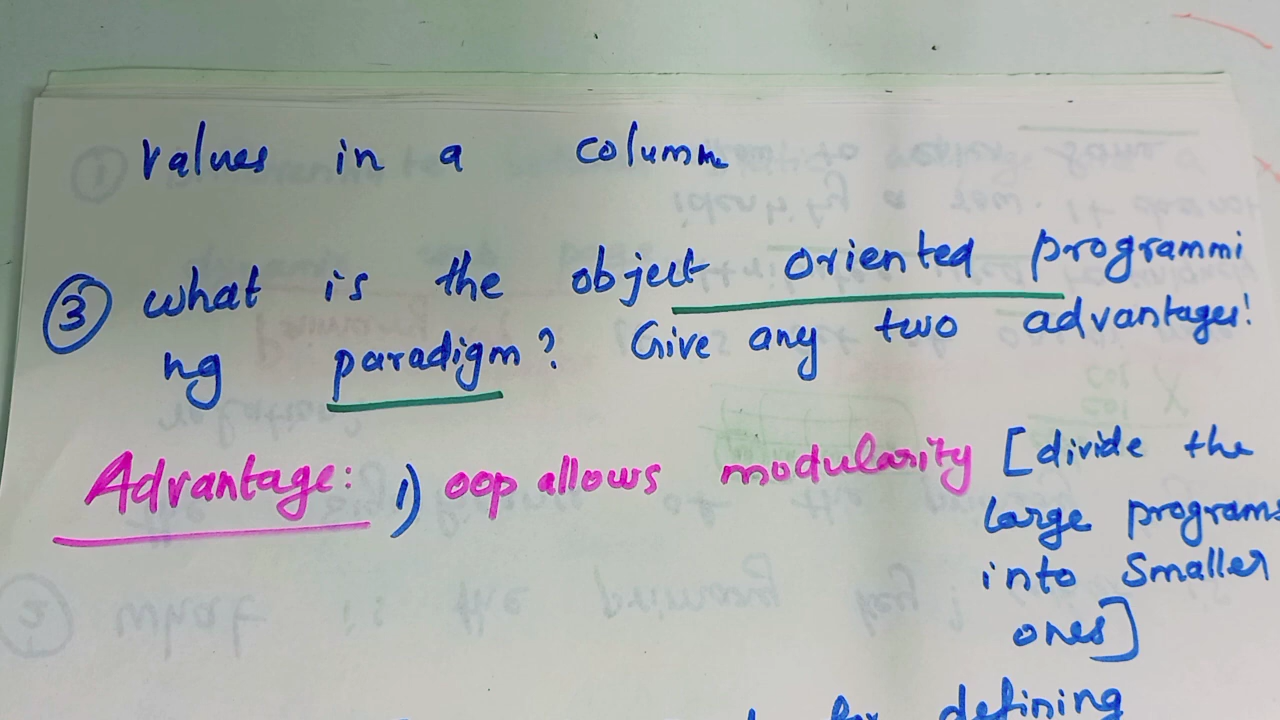 values in a column
③ what is the object oriented programmi
ng paradigm? Give any two advantages!
Advantage: 1) oop allows modularity [divide the
large programs
into smaller
ones]
for defining